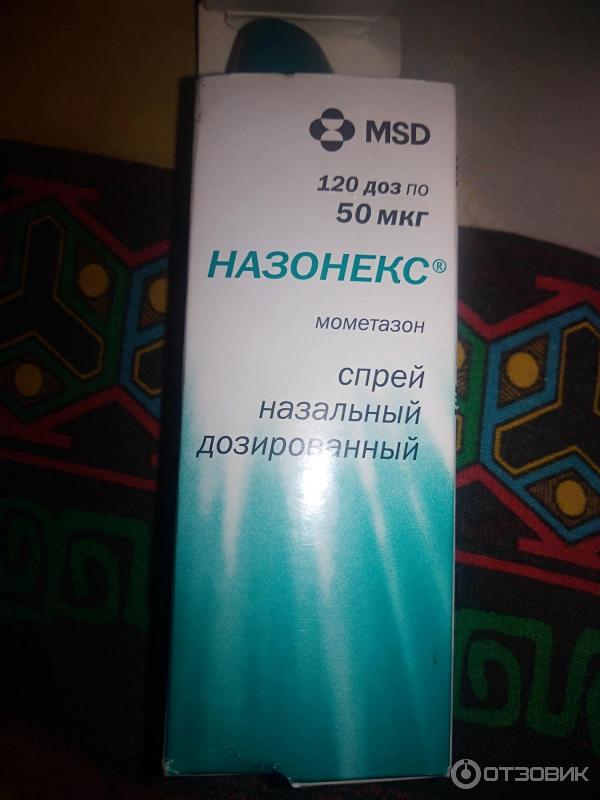 MSD
120 доз по
50 мкг
НАЗОНЕКС®
мометазон
спрей
назальный
дозированный
ОТЗОВИК